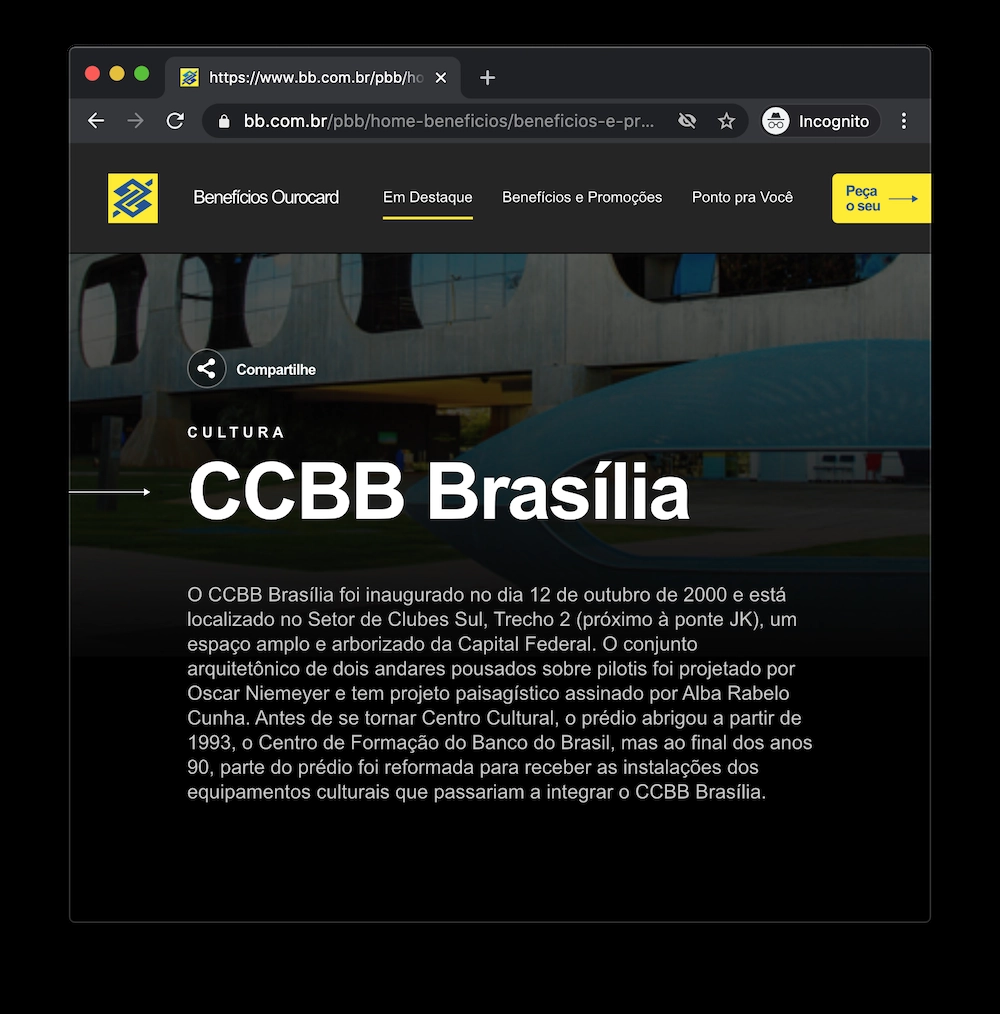 https://www.bb.com.br/pbb/ho
bb.com.br/pbb/home-beneficios/beneficios-e-pr...
Incognito
Benefícios Ourocard
Em Destaque
Benefícios e Promoções
Ponto pra Você
Peça
o seu
Compartilhe
CULTURA
CCBB Brasília
O CCBB Brasília foi inaugurado no dia 12 de outubro de 2000 e está
localizado no Setor de Clubes Sul, Trecho 2 (próximo à ponte JK), um
espaço amplo e arborizado da Capital Federal. O conjunto
arquitetônico de dois andares pousados sobre pilotis foi projetado por
Oscar Niemeyer e tem projeto paisagístico assinado por Alba Rabelo
Cunha. Antes de se tornar Centro Cultural, o prédio abrigou a partir de
1993, o Centro de Formação do Banco do Brasil, mas ao final dos anos
90, parte do prédio foi reformada para receber as instalações dos
equipamentos culturais que passariam a integrar o CCBB Brasília.